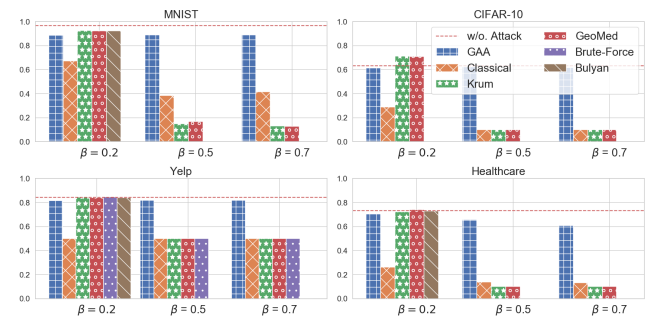 MNIST
1.0
0.8
0.6
0.4
0.2
0.0
β = 0.2
β = 0.5
β = 0.7
CIFAR-10
1.0
0.8
0.6
0.4
0.2
0.0
w/o. Attack
GAA
Classical
Krum
GeoMed
Brute-Force
Bulyan
β = 0.2
β = 0.5
β = 0.7
Yelp
1.0
0.8
0.6
0.4
0.2
0.0
β = 0.2
β = 0.5
β = 0.7
Healthcare
1.0
0.8
0.6
0.4
0.2
0.0
β = 0.2
β = 0.5
β = 0.7